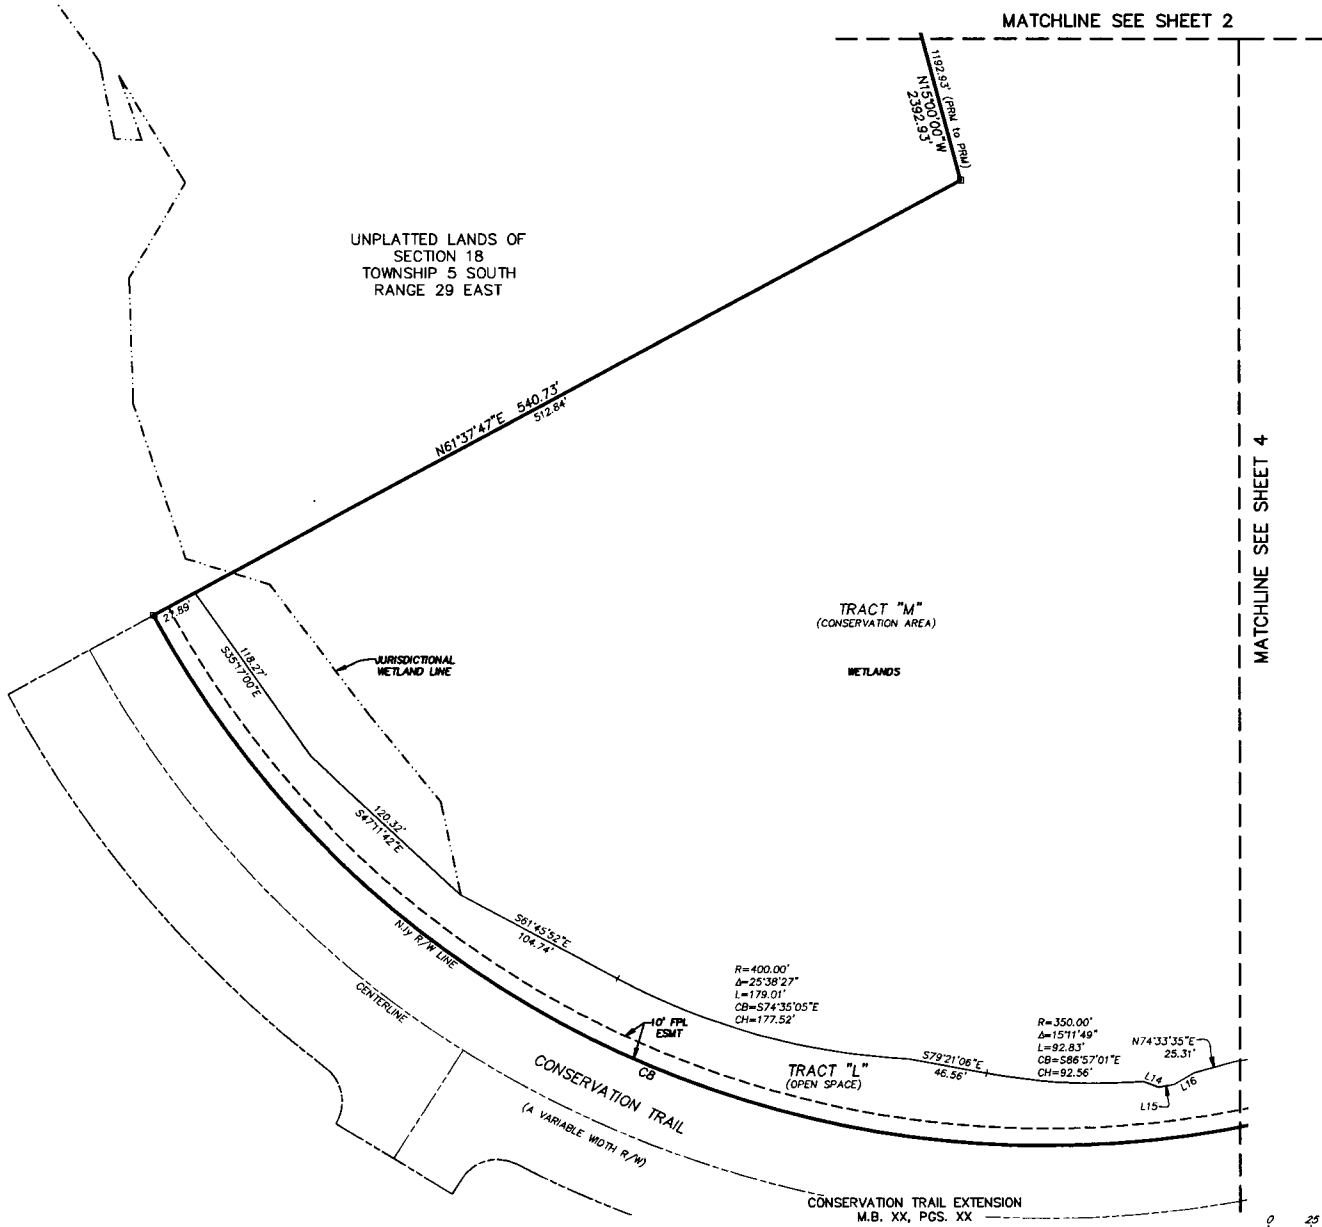 MATCHLINE SEE SHEET 2
1192.93' (PRM to PRM)
N15°00'00"W
2392.93'
UNPLATTED LANDS OF
SECTION 18
TOWNSHIP 5 SOUTH
RANGE 29 EAST
N61°37'47"E 540.73'
512.84'
MATCHLINE SEE SHEET 4
27.89'
118.27'
S35°17'00"E
JURISDICTIONAL
WETLAND LINE
TRACT "M"
(CONSERVATION AREA)
WETLANDS
120.32'
S47°11'42"E
S61°45'52"E
104.74'
N.ly R/W LINE
CENTERLINE
R=400.00'
Δ=25°38'27"
L=179.01'
CB=S74°35'05"E
CH=177.52'
10' FPL
ESMT
C8
R=350.00'
Δ=15°11'49"
L=92.83'
CB=S86°57'01"E
CH=92.56'
N74°33'35"E
25.31'
S79°21'06"E
46.56'
L14
L16
L15
TRACT "L"
(OPEN SPACE)
CONSERVATION TRAIL
(A VARIABLE WIDTH R/W)
CONSERVATION TRAIL EXTENSION
M.B. XX, PGS. XX
0 25